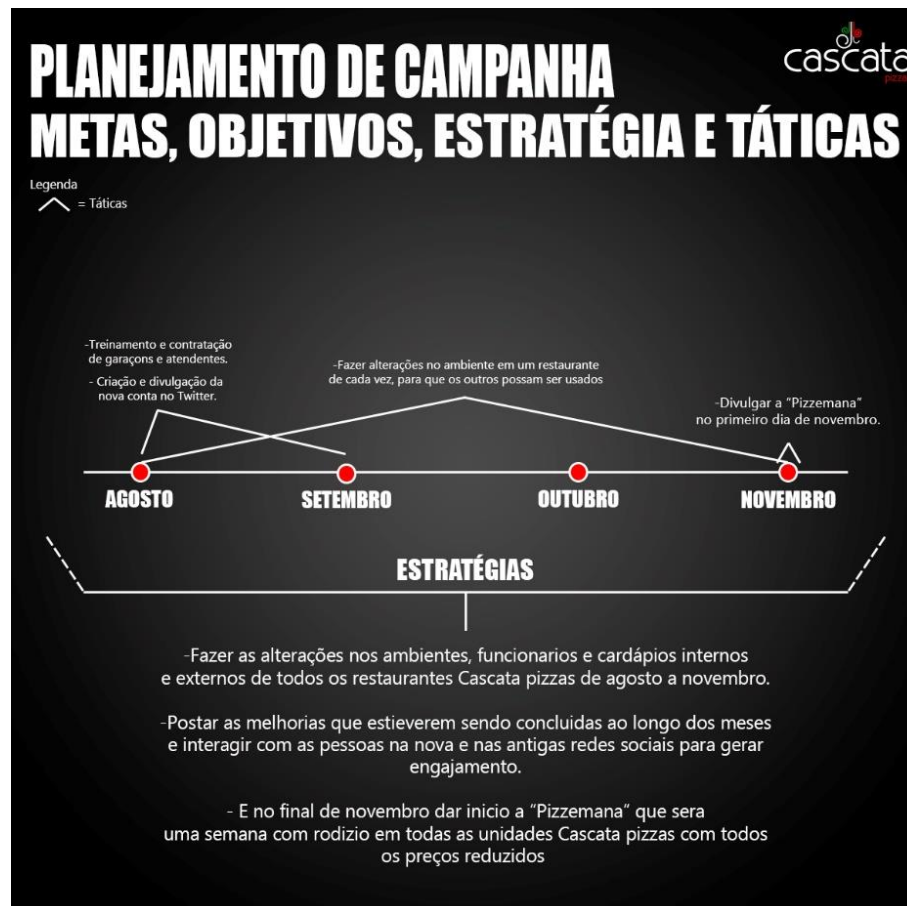 cascata
PLANEJAMENTO DE CAMPANHA
METAS, OBJETIVOS, ESTRATÉGIA E TÁTICAS
Legenda
= Táticas
-Treinamento e contratação
de garaçons e atendentes.
- Criação e divulgação da
nova conta no Twitter.
-Fazer alterações no ambiente em um restaurante
de cada vez, para que os outros possam ser usados
-Divulgar a “Pizzemana”
no primeiro dia de novembro.
AGOSTO
SETEMBRO
OUTUBRO
NOVEMBRO
ESTRATÉGIAS
-Fazer as alterações nos ambientes, funcionarios e cardápios internos
e externos de todos os restaurantes Cascata pizzas de agosto a novembro.
-Postar as melhorias que estieverem sendo concluidas ao longo dos meses
e interagir com as pessoas na nova e nas antigas redes sociais para gerar
engajamento.
- E no final de novembro dar inicio a “Pizzemana” que sera
uma semana com rodizio em todas as unidades Cascata pizzas com todos
os preços reduzidos